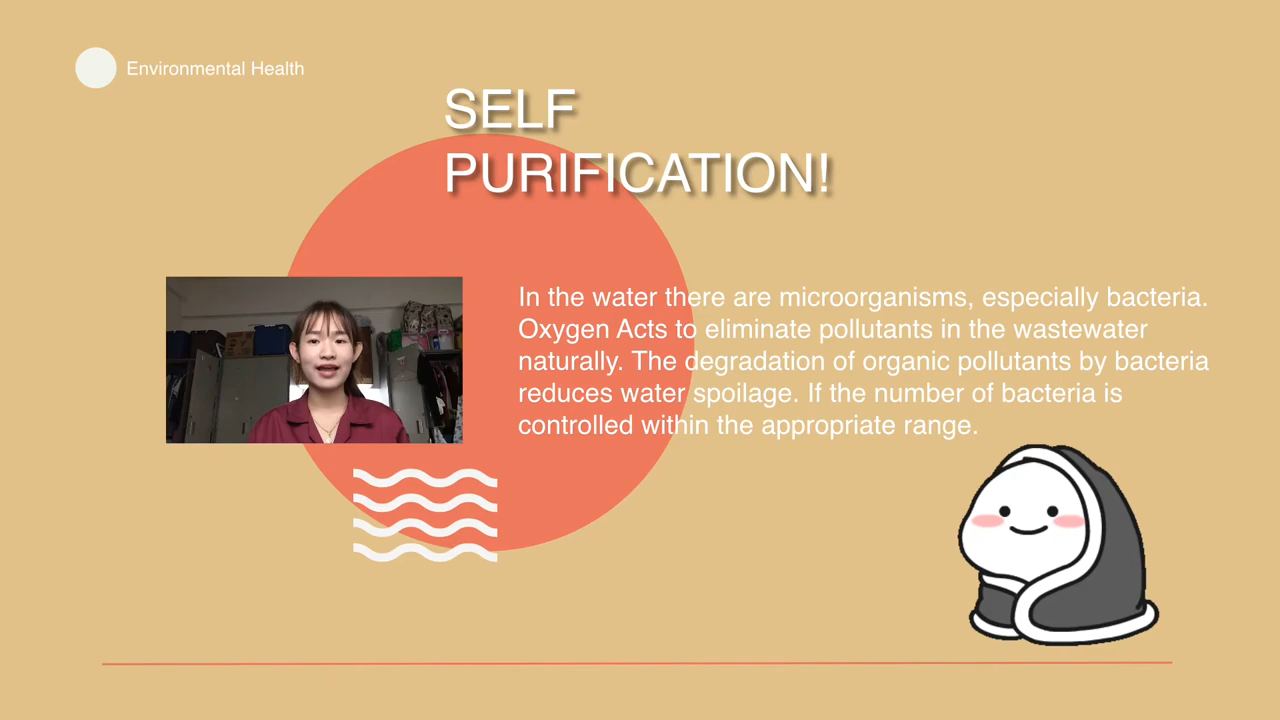 Environmental Health
SELF
PURIFICATION!
In the water there are microorganisms, especially bacteria.
Oxygen Acts to eliminate pollutants in the wastewater
naturally. The degradation of organic pollutants by bacteria
reduces water spoilage. If the number of bacteria is
controlled within the appropriate range.